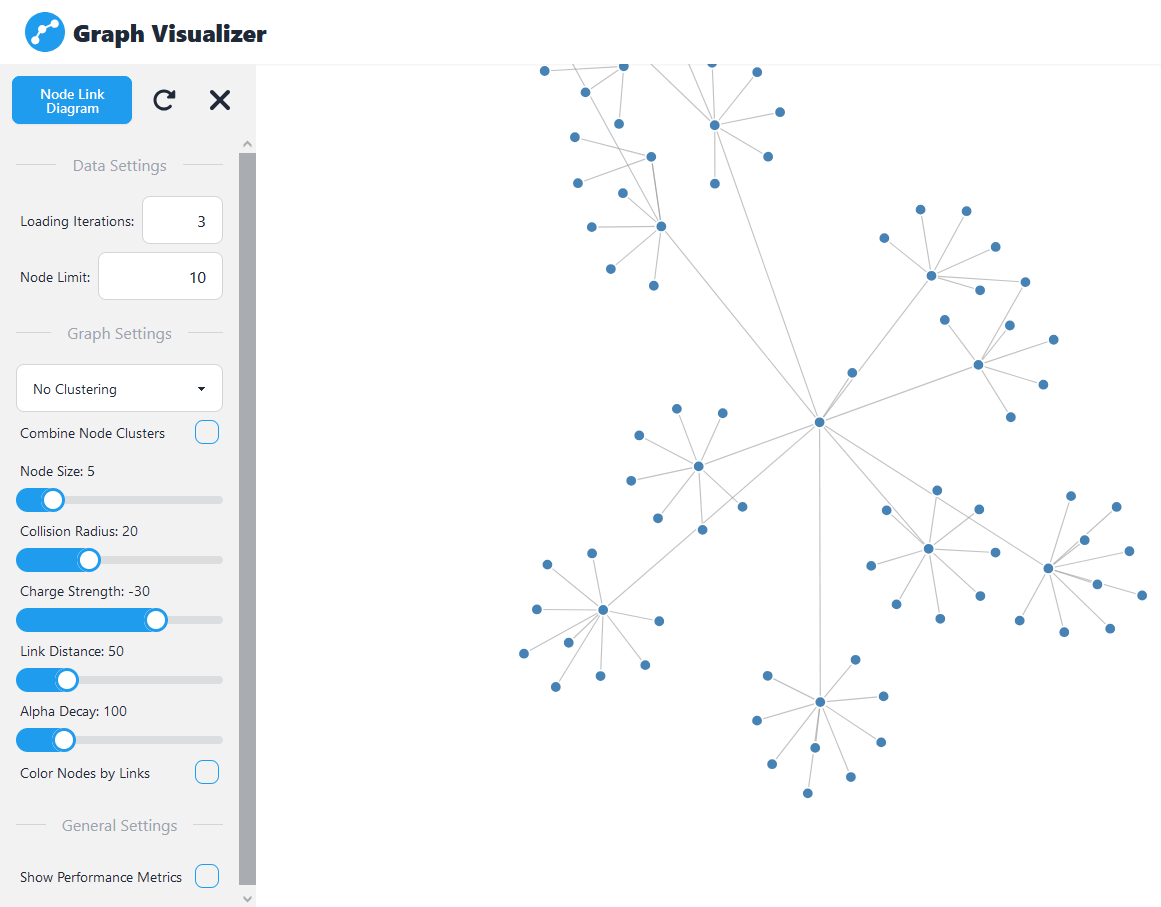 Graph Visualizer
Node Link
Diagram
Data Settings
Loading Iterations: 3
Node Limit: 10
Graph Settings
No Clustering
Combine Node Clusters
Node Size: 5
Collision Radius: 20
Charge Strength: -30
Link Distance: 50
Alpha Decay: 100
Color Nodes by Links
General Settings
Show Performance Metrics